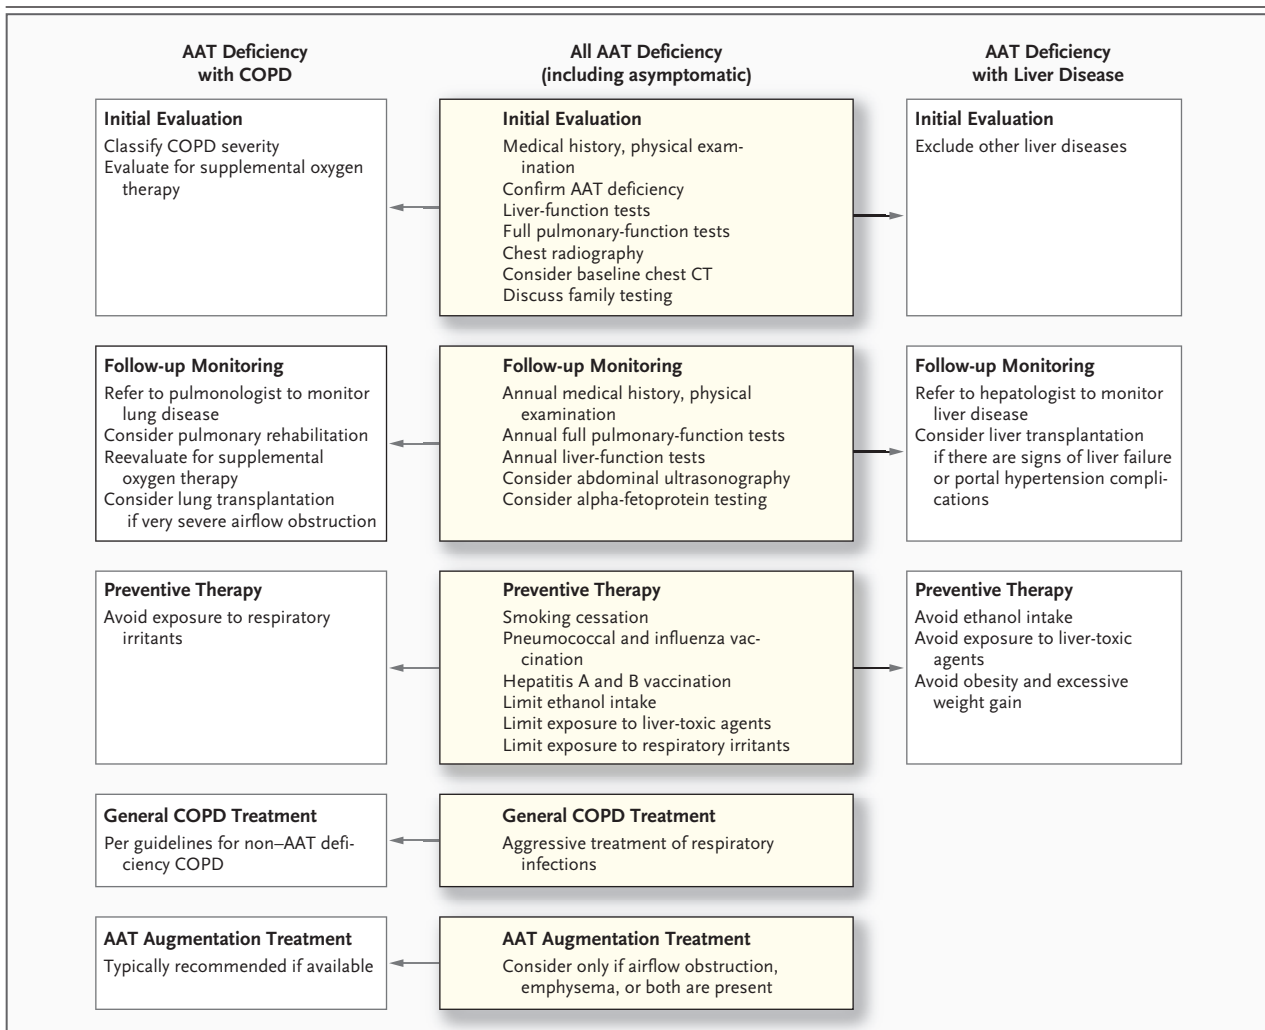 AAT Deficiency
with COPD
All AAT Deficiency
(including asymptomatic)
AAT Deficiency
with Liver Disease
Initial Evaluation
Classify COPD severity
Evaluate for supplemental oxygen
therapy
Initial Evaluation
Medical history, physical exam-
ination
Confirm AAT deficiency
Liver-function tests
Full pulmonary-function tests
Chest radiography
Consider baseline chest CT
Discuss family testing
Initial Evaluation
Exclude other liver diseases
Follow-up Monitoring
Refer to pulmonologist to monitor
lung disease
Consider pulmonary rehabilitation
Reevaluate for supplemental
oxygen therapy
Consider lung transplantation
if very severe airflow obstruction
Follow-up Monitoring
Annual medical history, physical
examination
Annual full pulmonary-function tests
Annual liver-function tests
Consider abdominal ultrasonography
Consider alpha-fetoprotein testing
Follow-up Monitoring
Refer to hepatologist to monitor
liver disease
Consider liver transplantation
if there are signs of liver failure
or portal hypertension compli-
cations
Preventive Therapy
Avoid exposure to respiratory
irritants
Preventive Therapy
Smoking cessation
Pneumococcal and influenza vac-
cination
Hepatitis A and B vaccination
Limit ethanol intake
Limit exposure to liver-toxic agents
Limit exposure to respiratory irritants
Preventive Therapy
Avoid ethanol intake
Avoid exposure to liver-toxic
agents
Avoid obesity and excessive
weight gain
General COPD Treatment
Per guidelines for non–AAT defi-
ciency COPD
General COPD Treatment
Aggressive treatment of respiratory
infections
AAT Augmentation Treatment
Typically recommended if available
AAT Augmentation Treatment
Consider only if airflow obstruction,
emphysema, or both are present